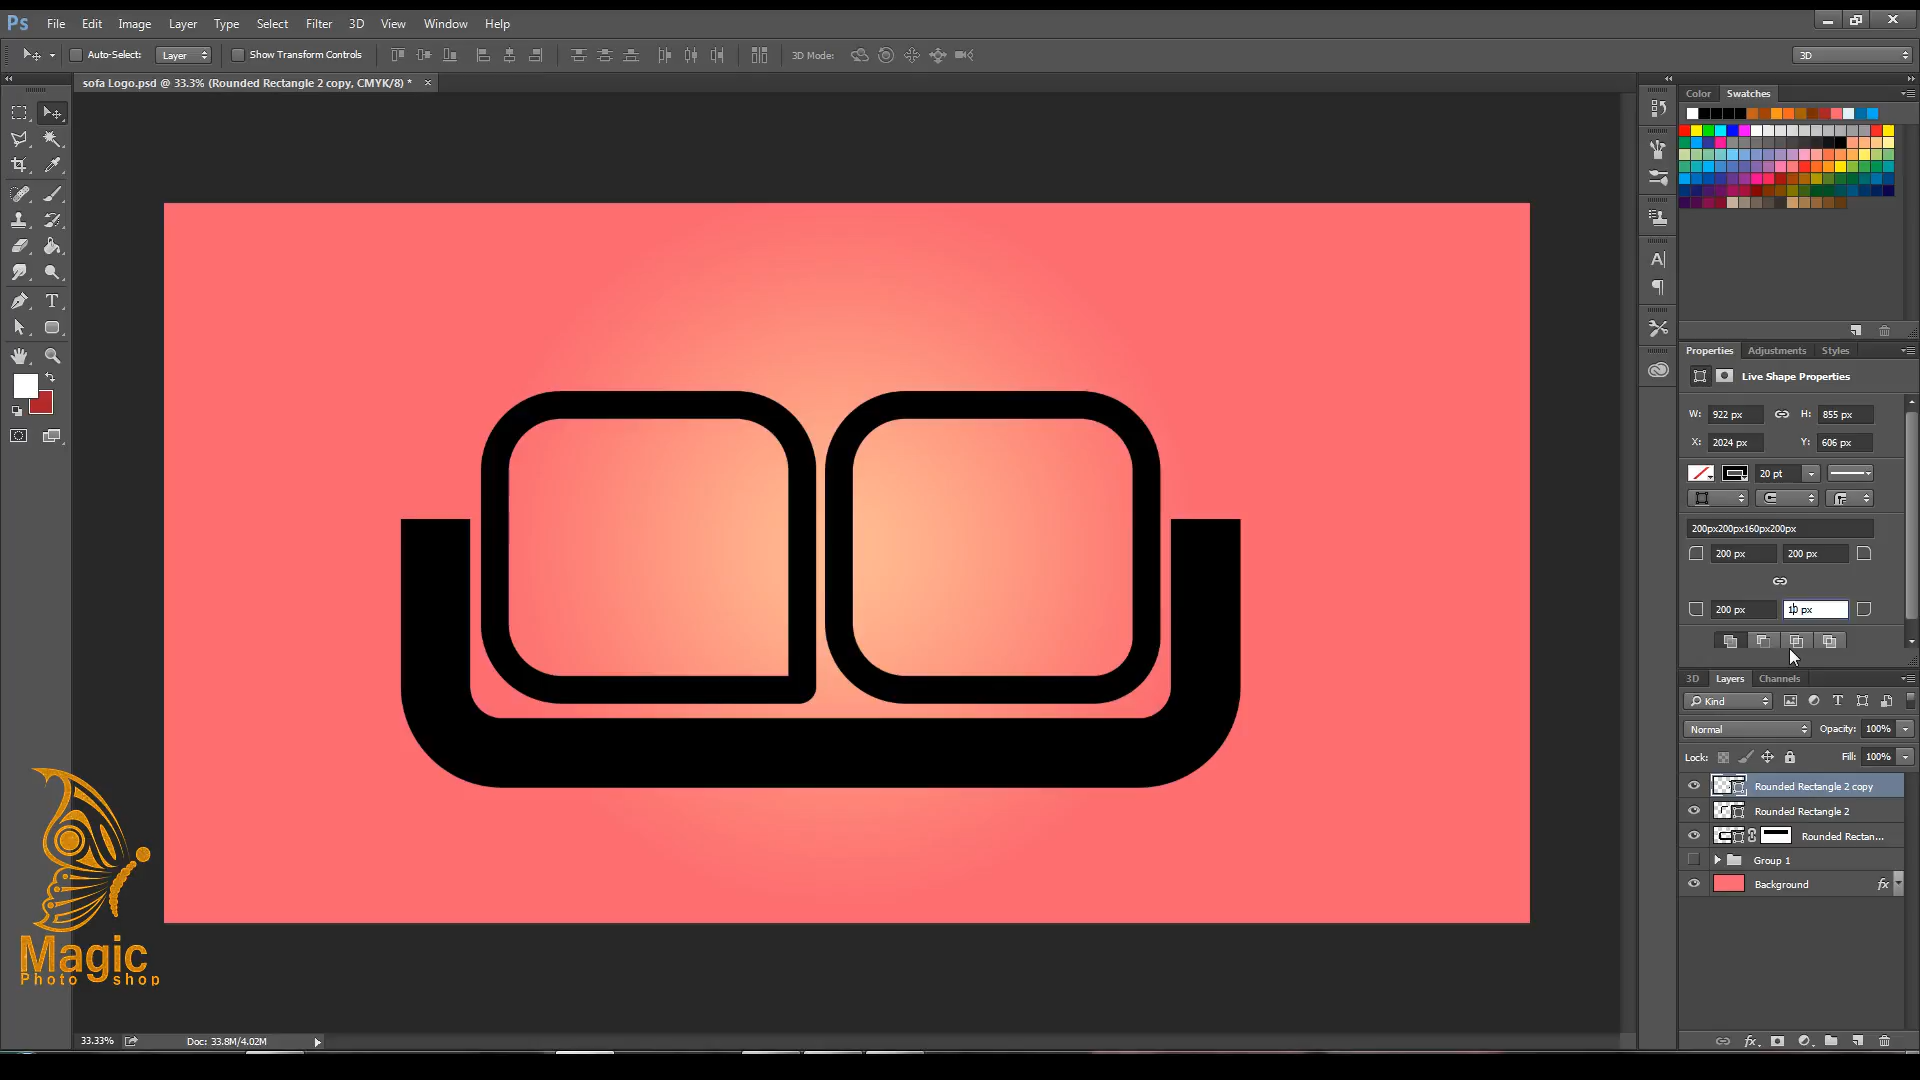 Ps File Edit Image Layer Type Select Filter 3D View Window Help
Auto-Select: Layer Show Transform Controls 3D Mode: 3D
sofa Logo.psd @ 33.3% (Rounded Rectangle 2 copy, CMYK/8) *
Color Swatches
Properties Adjustments Styles
Live Shape Properties
W: 922 px H: 855 px
X: 2024 px Y: 606 px
20 pt
200px200px160px200px
200 px 200 px
200 px 10 px
3D Layers Channels
Kind
Normal Opacity: 100%
Lock: Fill: 100%
Rounded Rectangle 2 copy
Rounded Rectangle 2
Rounded Rectan...
Group 1
Background fx
Magic
Photo shop
33.33% Doc: 33.8M/4.02M
fx.